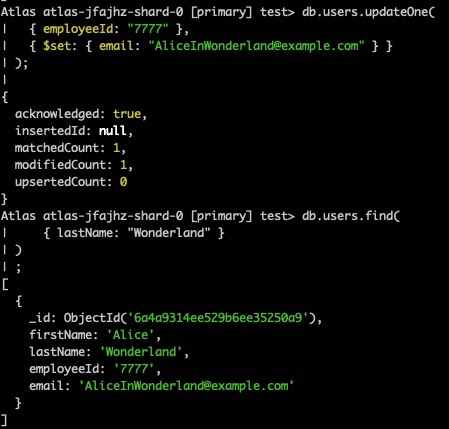 Atlas atlas-jfajhz-shard-0 [primary] test> db.users.updateOne(
|   { employeeId: "7777" },
|   { $set: { email: "AliceInWonderland@example.com" } }
| );
|
{
  acknowledged: true,
  insertedId: null,
  matchedCount: 1,
  modifiedCount: 1,
  upsertedCount: 0
}
Atlas atlas-jfajhz-shard-0 [primary] test> db.users.find(
|     { lastName: "Wonderland" }
| )
| ;
[
  {
    _id: ObjectId('6a4a9314ee529b6ee35250a9'),
    firstName: 'Alice',
    lastName: 'Wonderland',
    employeeId: '7777',
    email: 'AliceInWonderland@example.com'
  }
]